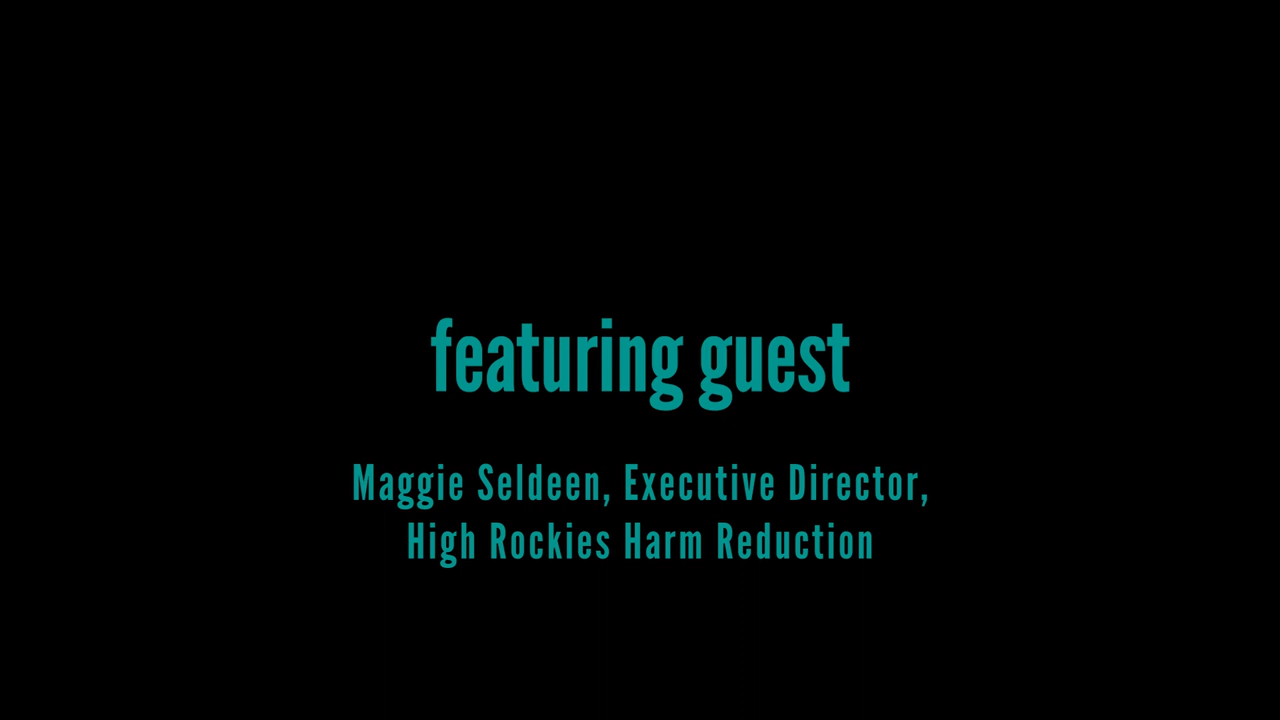 featuring guest
Maggie Seldeen, Executive Director,
High Rockies Harm Reduction